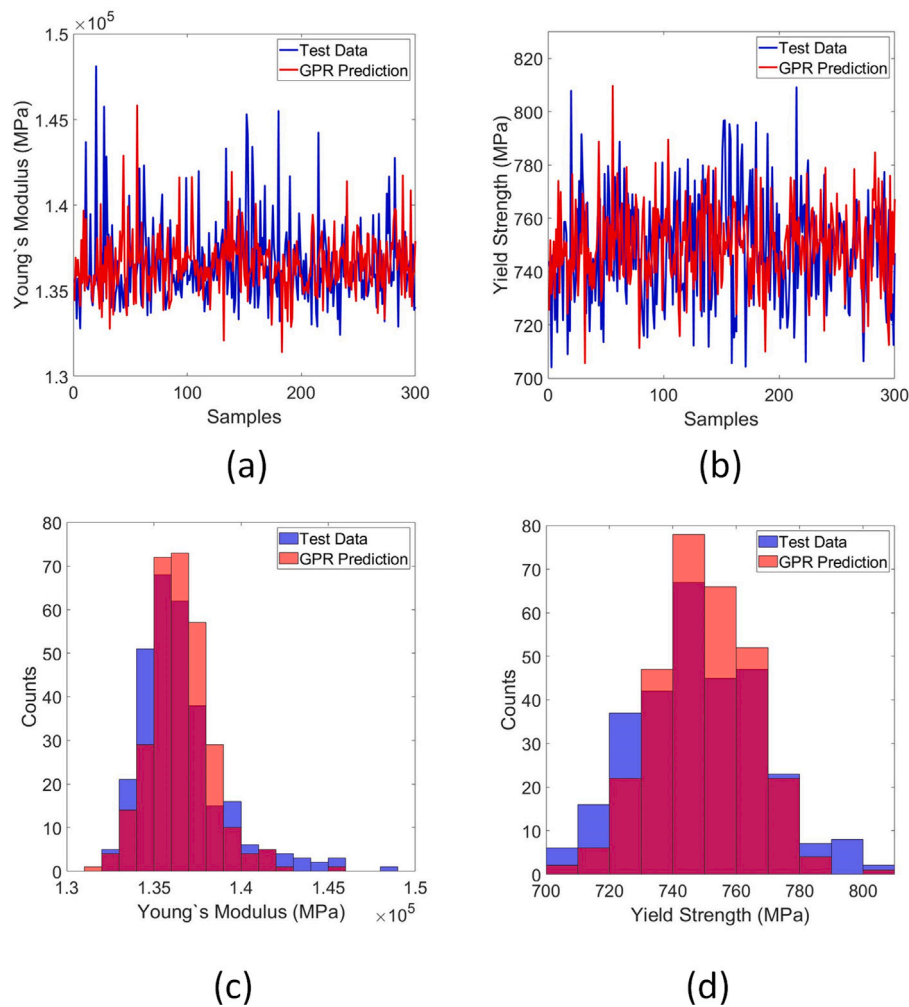 ×10⁵
1.5
1.45
1.4
1.35
1.3
Young`s Modulus (MPa)
Test Data
GPR Prediction
0 100 200 300
Samples
(a)
820
800
780
760
740
720
700
Yield Strength (MPa)
Test Data
GPR Prediction
0 100 200 300
Samples
(b)
80
70
60
50
40
30
20
10
0
Counts
Test Data
GPR Prediction
1.3 1.35 1.4 1.45 1.5
Young`s Modulus (MPa) ×10⁵
(c)
80
70
60
50
40
30
20
10
0
Counts
Test Data
GPR Prediction
700 720 740 760 780 800
Yield Strength (MPa)
(d)